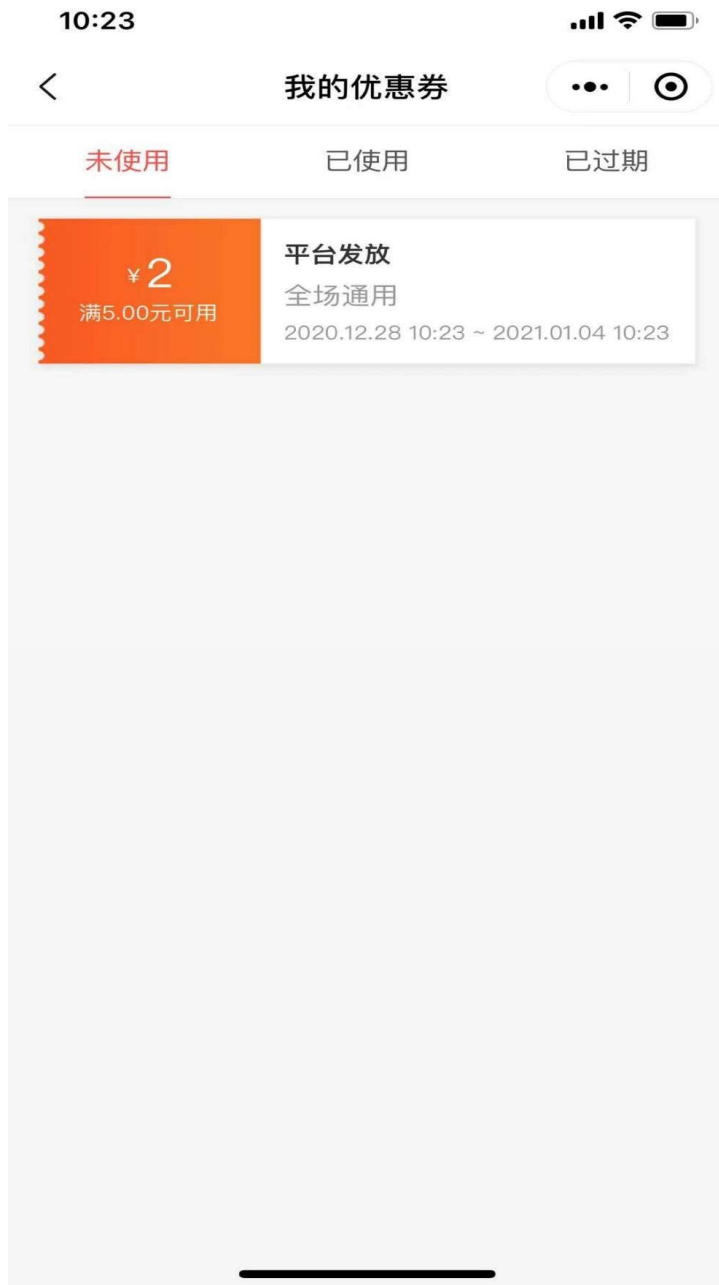 10:23
我的优惠券
未使用 已使用 已过期
¥2
满5.00元可用
平台发放
全场通用
2020.12.28 10:23 ~ 2021.01.04 10:23